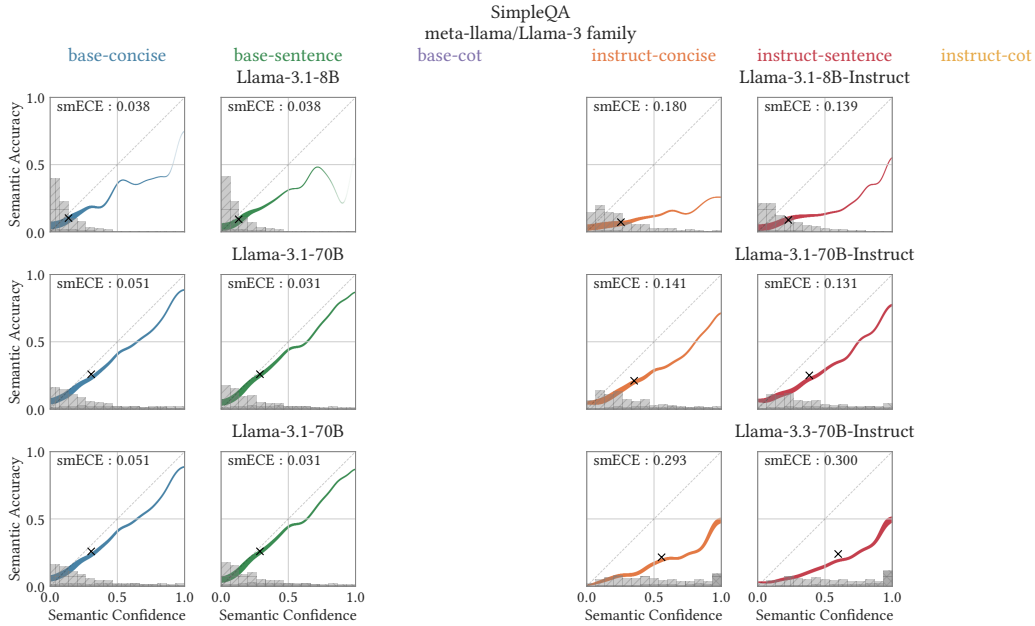 SimpleQA
meta-llama/Llama-3 family
base-concise base-sentence base-cot instruct-concise instruct-sentence instruct-cot
Llama-3.1-8B Llama-3.1-8B-Instruct
1.0 smECE : 0.038 smECE : 0.038 smECE : 0.180 smECE : 0.139
0.5
0.0
Semantic Accuracy
Llama-3.1-70B Llama-3.1-70B-Instruct
1.0 smECE : 0.051 smECE : 0.031 smECE : 0.141 smECE : 0.131
0.5
0.0
Semantic Accuracy
Llama-3.1-70B Llama-3.3-70B-Instruct
1.0 smECE : 0.051 smECE : 0.031 smECE : 0.293 smECE : 0.300
0.5
0.0
Semantic Accuracy
0.0 0.5 1.0 0.0 0.5 1.0 0.0 0.5 1.0 0.0 0.5 1.0
Semantic Confidence Semantic Confidence Semantic Confidence Semantic Confidence